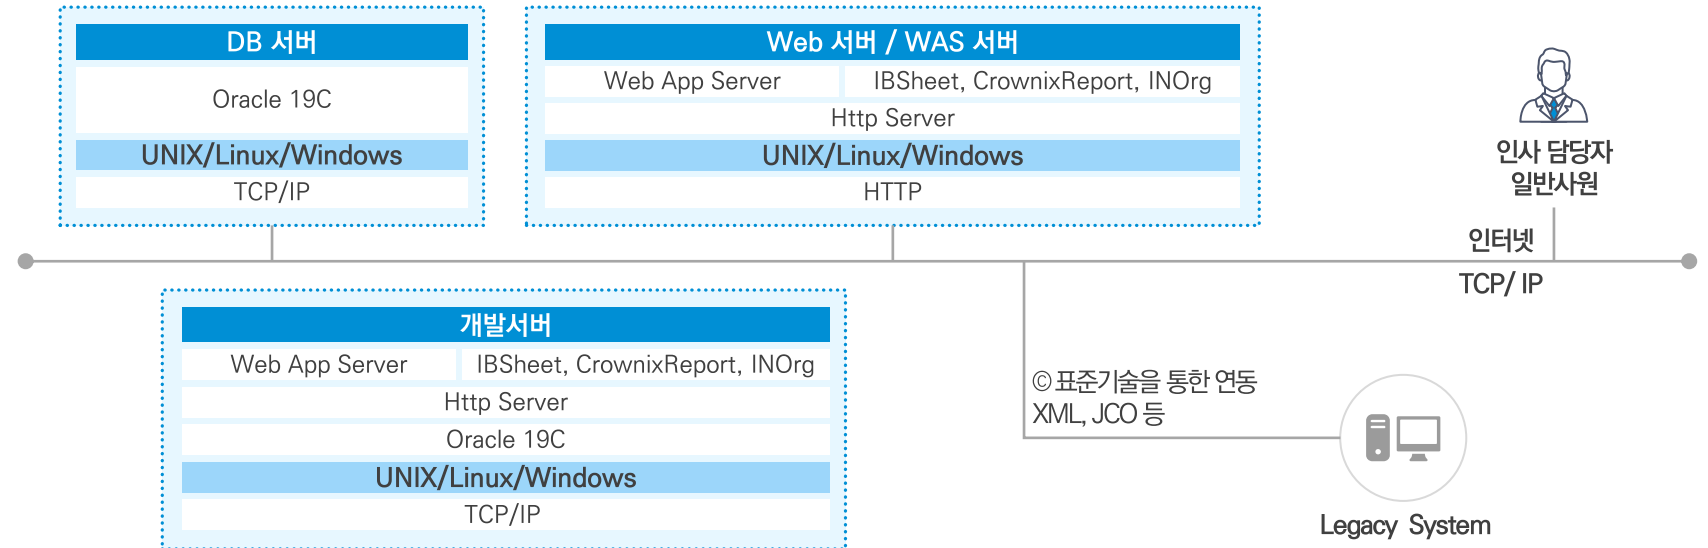 DB 서버
Oracle 19C
UNIX/Linux/Windows
TCP/IP
Web 서버 / WAS 서버
Web App Server
IBSheet, CrownixReport, INOrg
Http Server
UNIX/Linux/Windows
HTTP
인사 담당자
일반사원
인터넷
TCP/ IP
개발서버
Web App Server
IBSheet, CrownixReport, INOrg
Http Server
Oracle 19C
UNIX/Linux/Windows
TCP/IP
© 표준기술을 통한 연동
XML, JCO 등
Legacy System